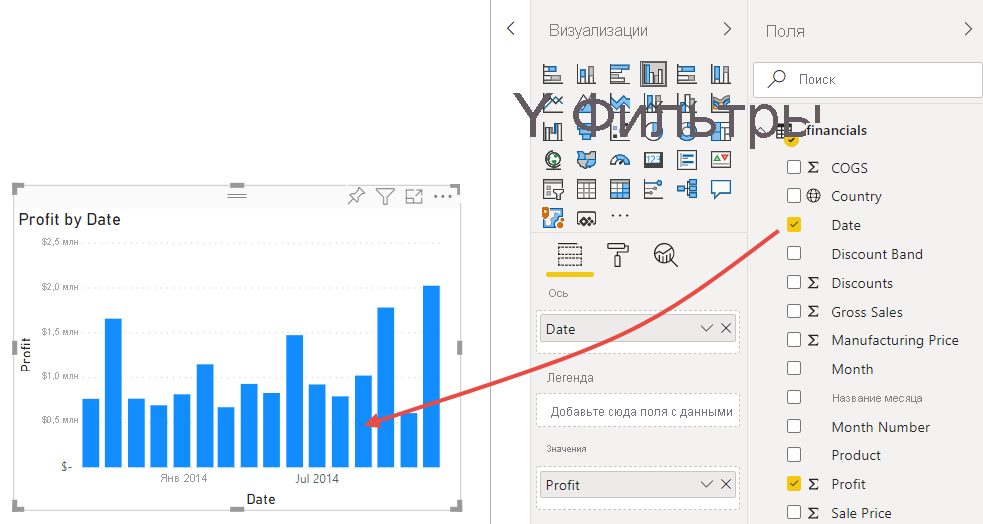 Визуализации
Поля
Поиск
Y Фильтры
financials
COGS
Country
Date
Discount Band
Discounts
Gross Sales
Manufacturing Price
Month
Название месяца
Month Number
Product
Profit
Sale Price
123
Ось
Date
Легенда
Добавьте сюда поля с данными
Значения
Profit
Profit by Date
$2,5 млн
$2,0 млн
$1,5 млн
$1,0 млн
$0,5 млн
$-
Profit
Янв 2014
Jul 2014
Date